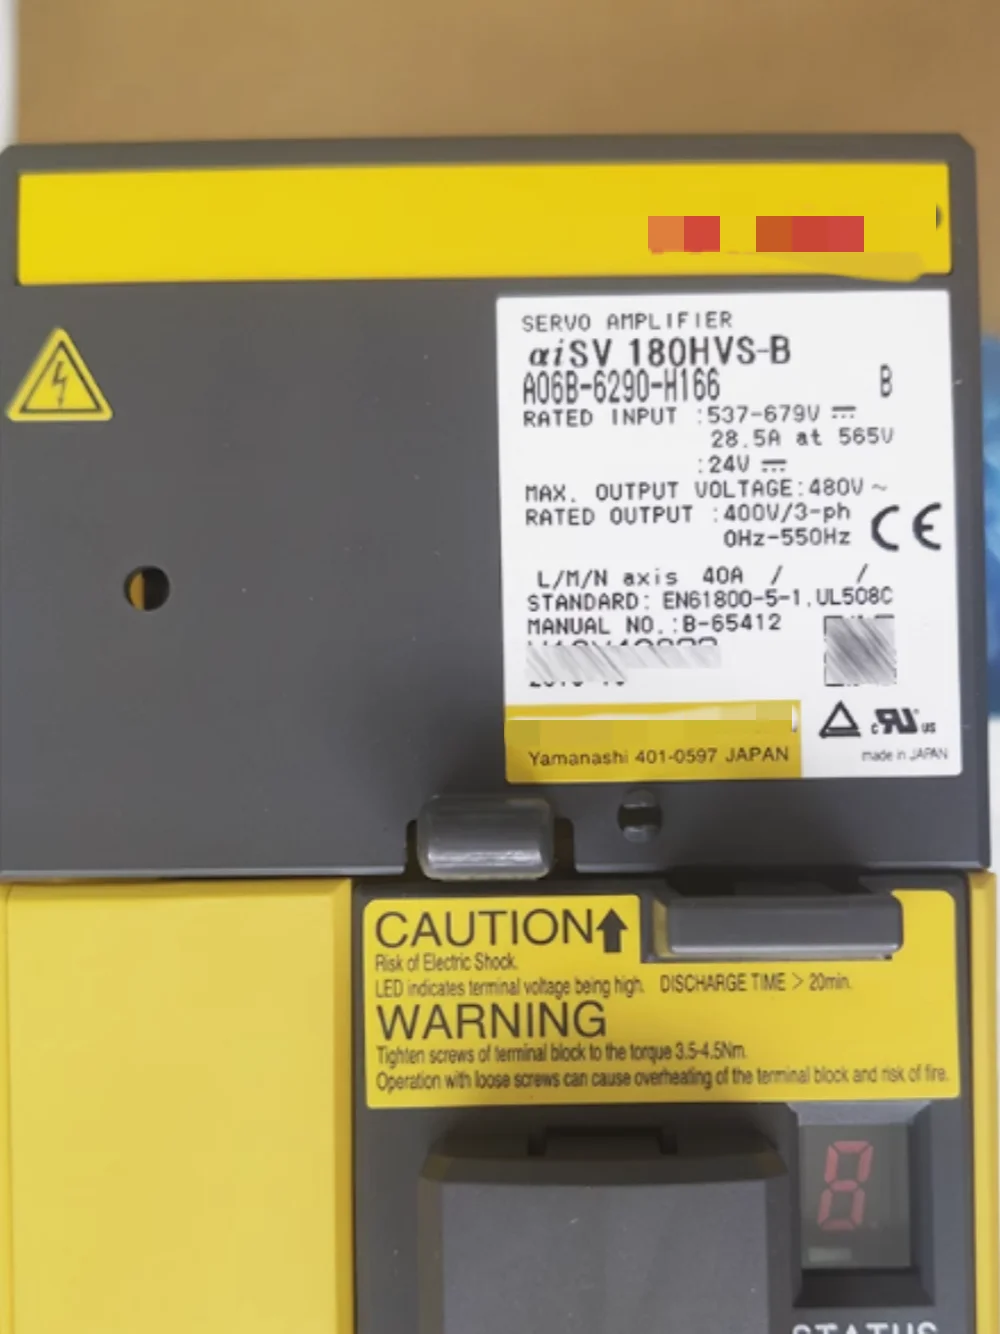 SERVO AMPLIFIER
αiSV 180HVS-B
A06B-6290-H166 B
RATED INPUT :537-679V ⎓
28.5A at 565V
:24V ⎓
MAX. OUTPUT VOLTAGE:480V ~
RATED OUTPUT :400V/3-ph
0Hz-550Hz
CE
L/M/N axis 40A / /
STANDARD: EN61800-5-1,UL508C
MANUAL NO.:B-65412
c RU us
Yamanashi 401-0597 JAPAN
made in JAPAN
CAUTION
Risk of Electric Shock.
LED indicates terminal voltage being high. DISCHARGE TIME > 20min.
WARNING
Tighten screws of terminal block to the torque 3.5-4.5Nm.
Operation with loose screws can cause overheating of the terminal block and risk of fire.
8
STATUS